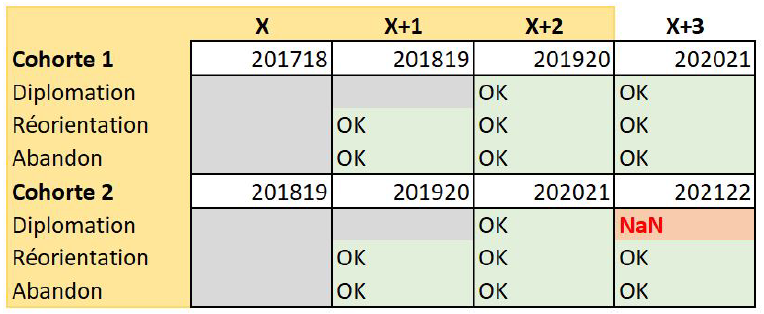 X X+1 X+2 X+3
Cohorte 1 201718 201819 201920 202021
Diplomation OK OK
Réorientation OK OK OK
Abandon OK OK OK
Cohorte 2 201819 201920 202021 202122
Diplomation OK NaN
Réorientation OK OK OK
Abandon OK OK OK